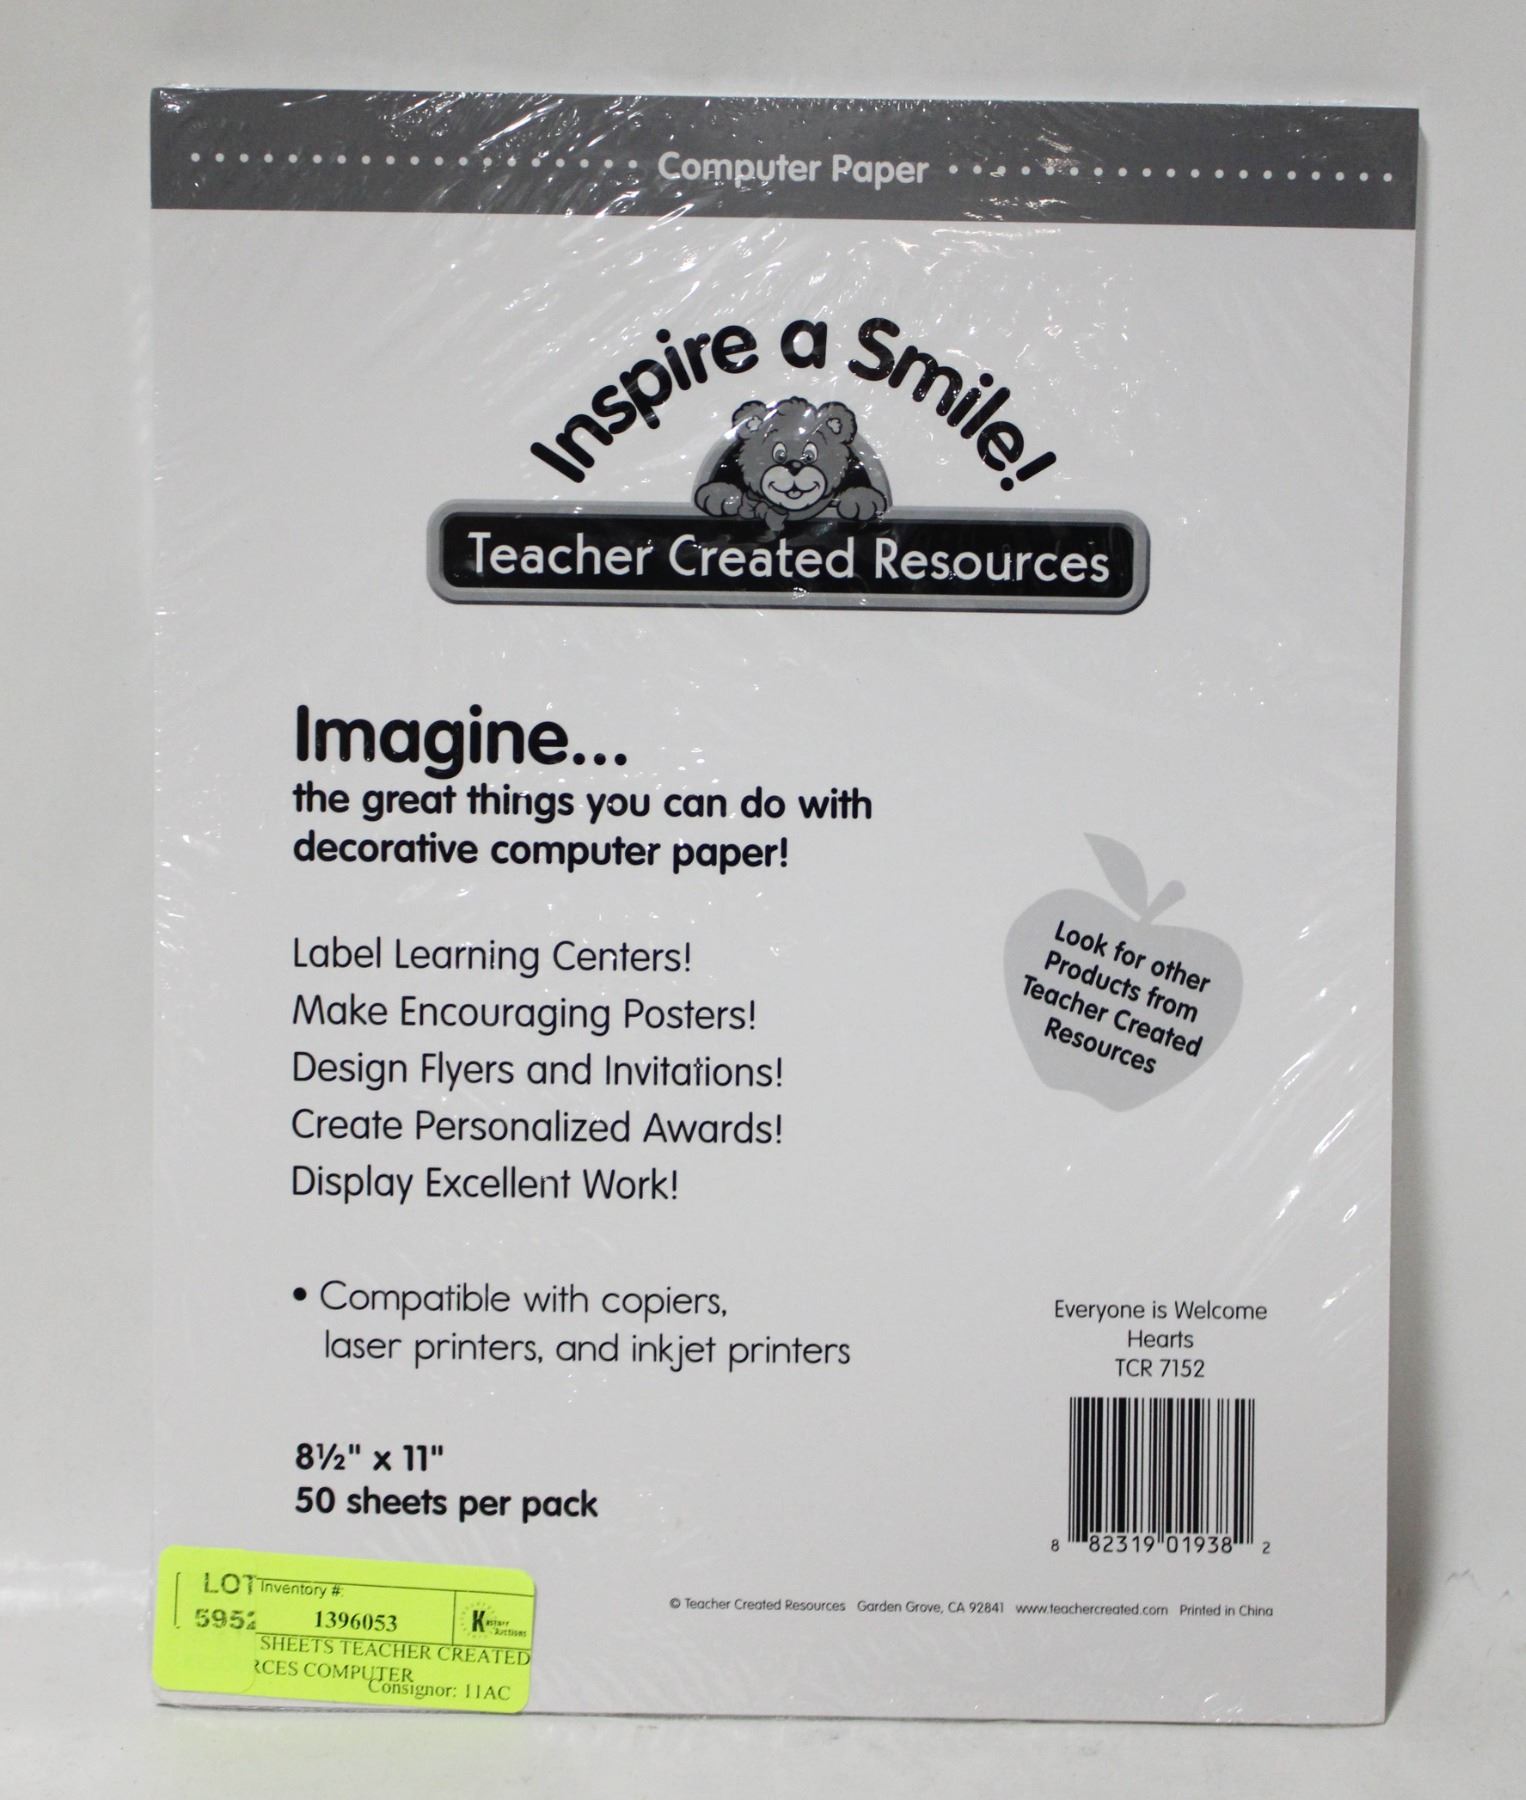 Computer Paper
Inspire a Smile!
Teacher Created Resources
Imagine...
the great things you can do with
decorative computer paper!
Label Learning Centers!
Make Encouraging Posters!
Design Flyers and Invitations!
Create Personalized Awards!
Display Excellent Work!
• Compatible with copiers,
laser printers, and inkjet printers
8½" x 11"
50 sheets per pack
Look for other
Products from
Teacher Created
Resources
Everyone is Welcome
Hearts
TCR 7152
8 82319 01938 2
© Teacher Created Resources Garden Grove, CA 92841 www.teachercreated.com Printed in China
LOT Inventory #:
1396053
SHEETS TEACHER CREATED
RCES COMPUTER
Consignor: 11AC